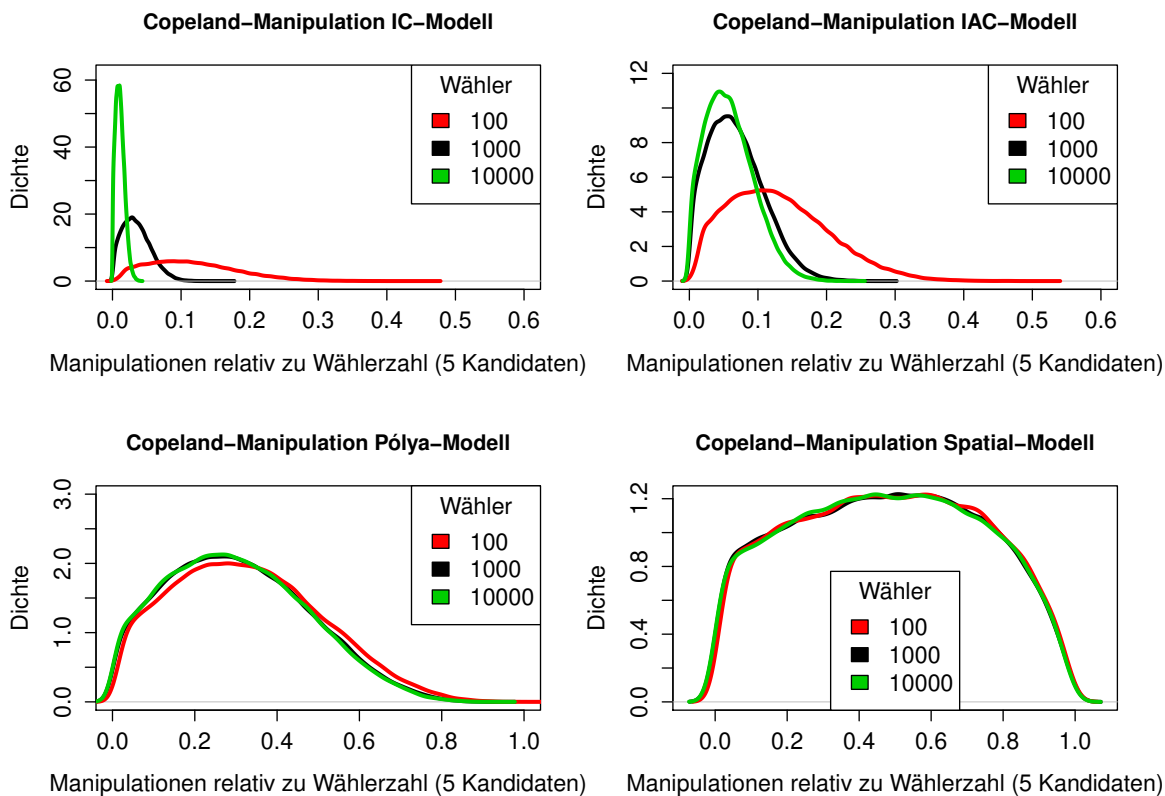 Copeland−Manipulation IC−Modell
Dichte
0
20
40
60
0.0 0.1 0.2 0.3 0.4 0.5 0.6
Wähler
100
1000
10000
Manipulationen relativ zu Wählerzahl (5 Kandidaten)
Copeland−Manipulation IAC−Modell
Dichte
0
2
4
6
8
12
0.0 0.1 0.2 0.3 0.4 0.5 0.6
Wähler
100
1000
10000
Manipulationen relativ zu Wählerzahl (5 Kandidaten)
Copeland−Manipulation Pólya−Modell
Dichte
0.0
1.0
2.0
3.0
0.0 0.2 0.4 0.6 0.8 1.0
Wähler
100
1000
10000
Manipulationen relativ zu Wählerzahl (5 Kandidaten)
Copeland−Manipulation Spatial−Modell
Dichte
0.0
0.4
0.8
1.2
0.0 0.2 0.4 0.6 0.8 1.0
Wähler
100
1000
10000
Manipulationen relativ zu Wählerzahl (5 Kandidaten)